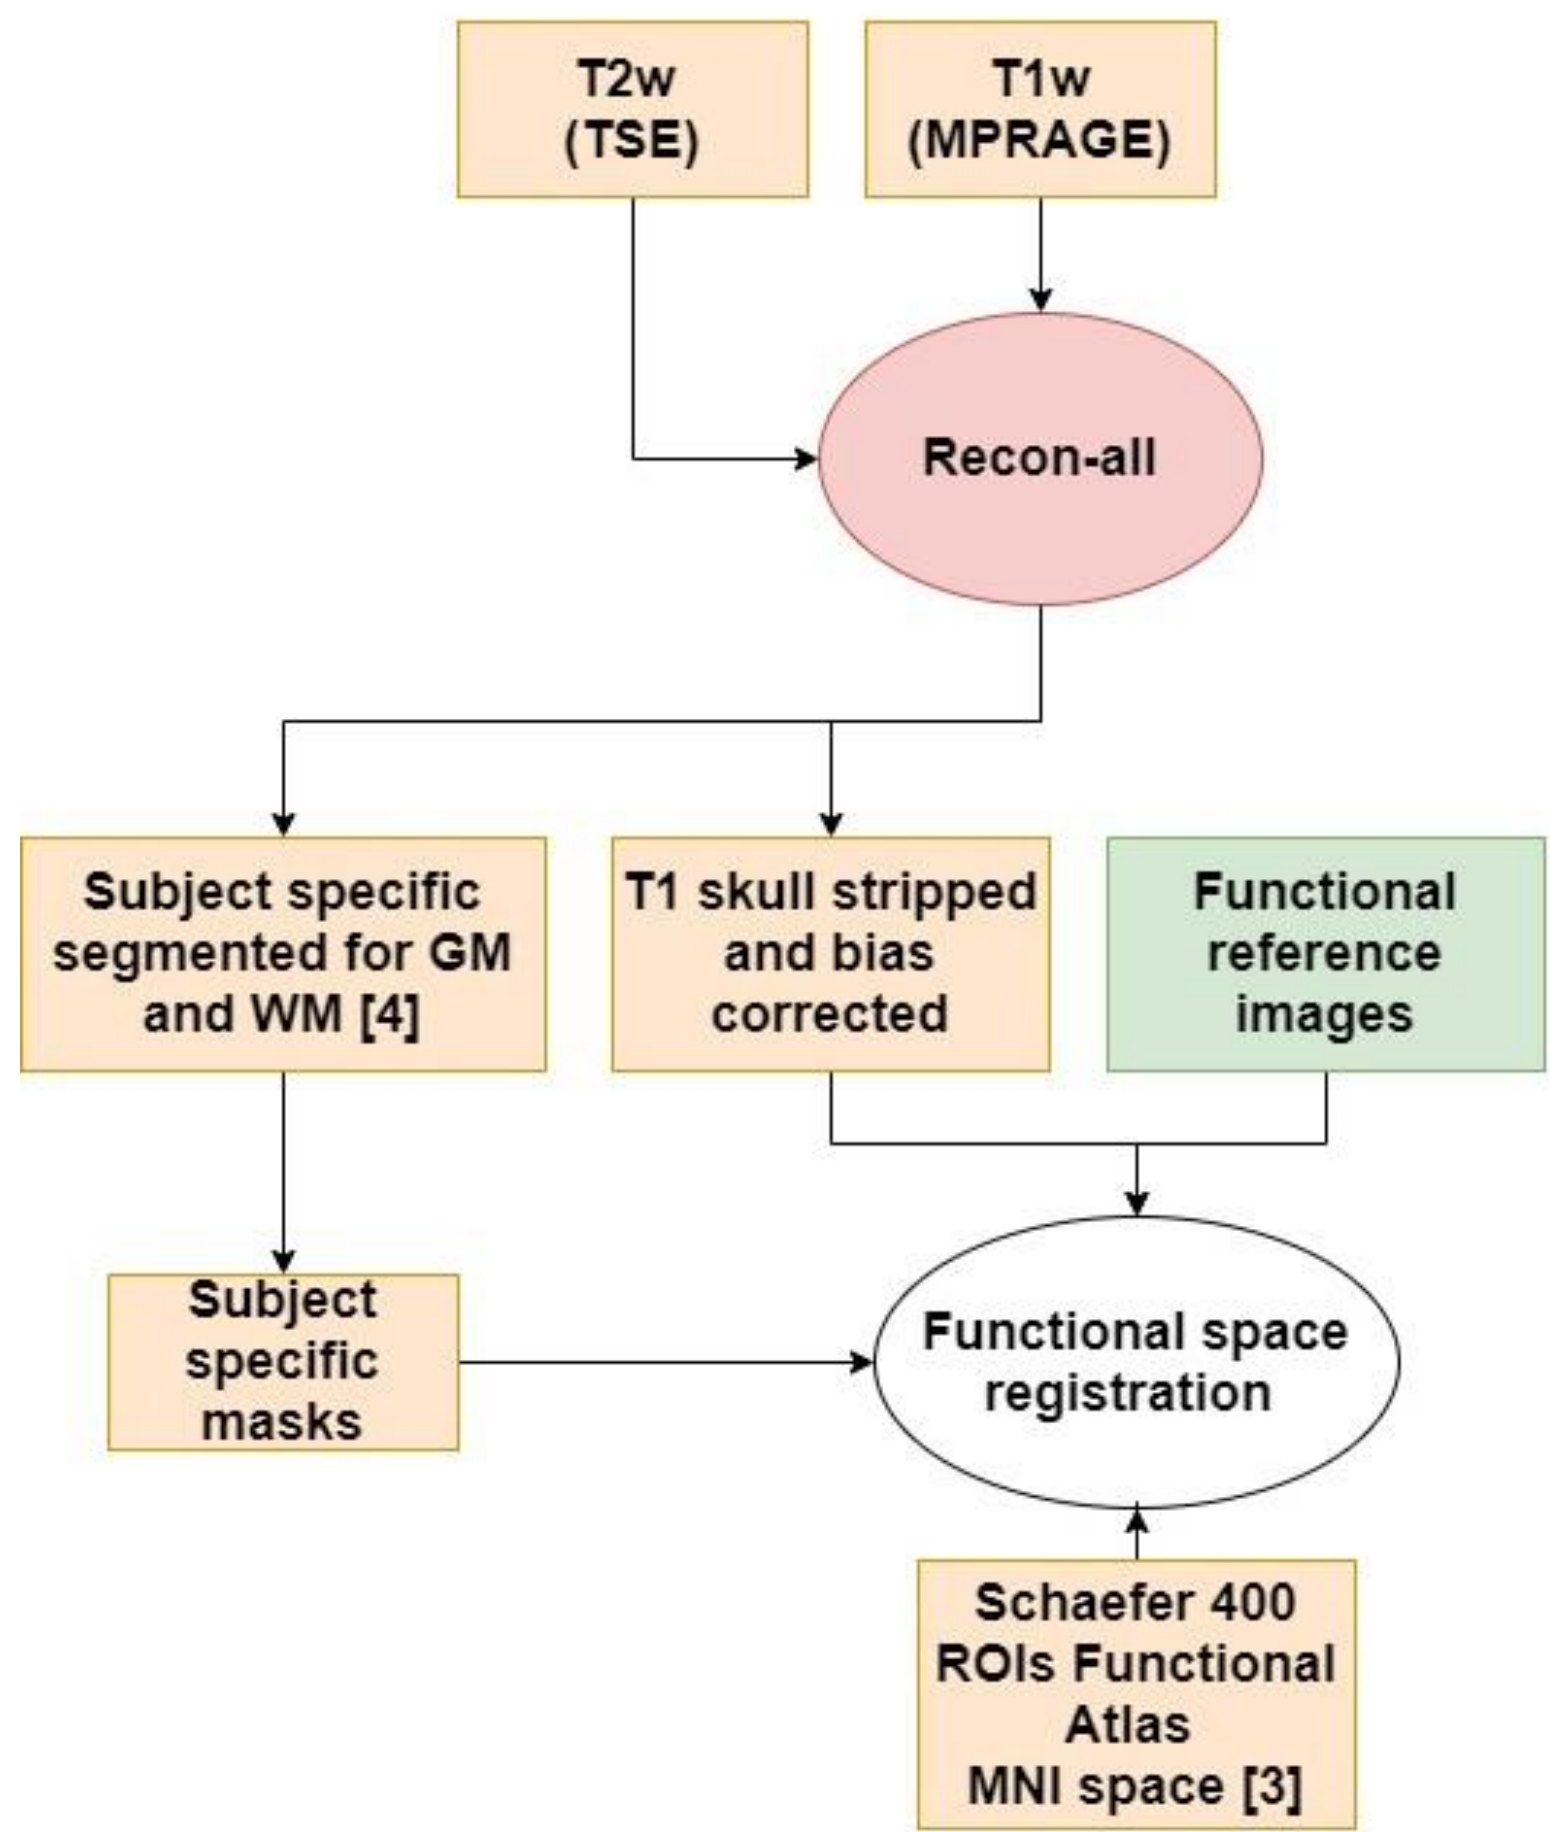 T2w
(TSE)
T1w
(MPRAGE)
Recon-all
Subject specific
segmented for GM
and WM [4]
T1 skull stripped
and bias
corrected
Functional
reference
images
Subject
specific
masks
Functional space
registration
Schaefer 400
ROIs Functional
Atlas
MNI space [3]